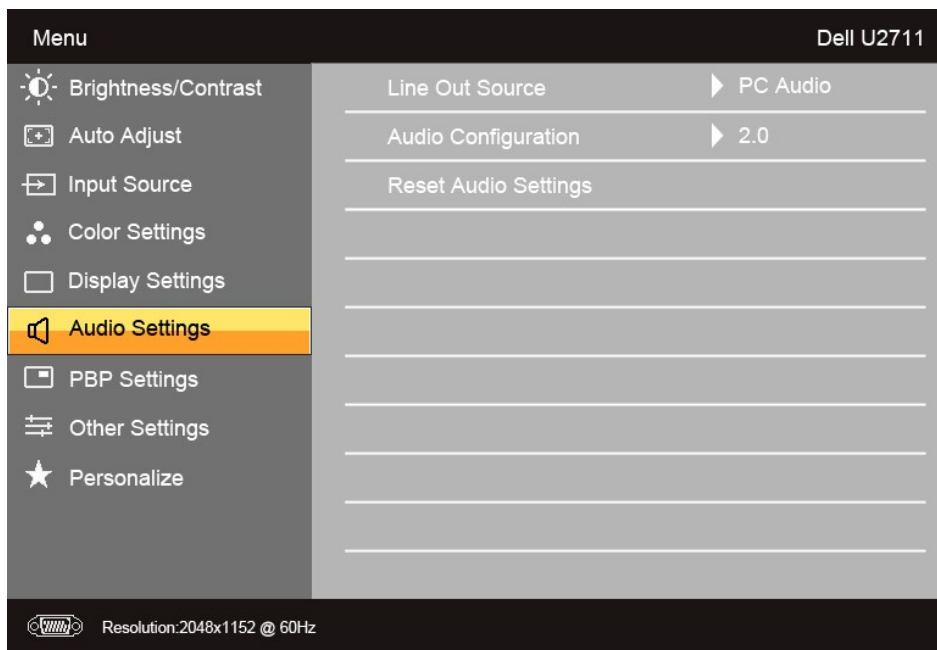 Menu Dell U2711
Brightness/Contrast Line Out Source PC Audio
Auto Adjust Audio Configuration 2.0
Input Source Reset Audio Settings
Color Settings
Display Settings
Audio Settings
PBP Settings
Other Settings
Personalize
Resolution:2048x1152 @ 60Hz